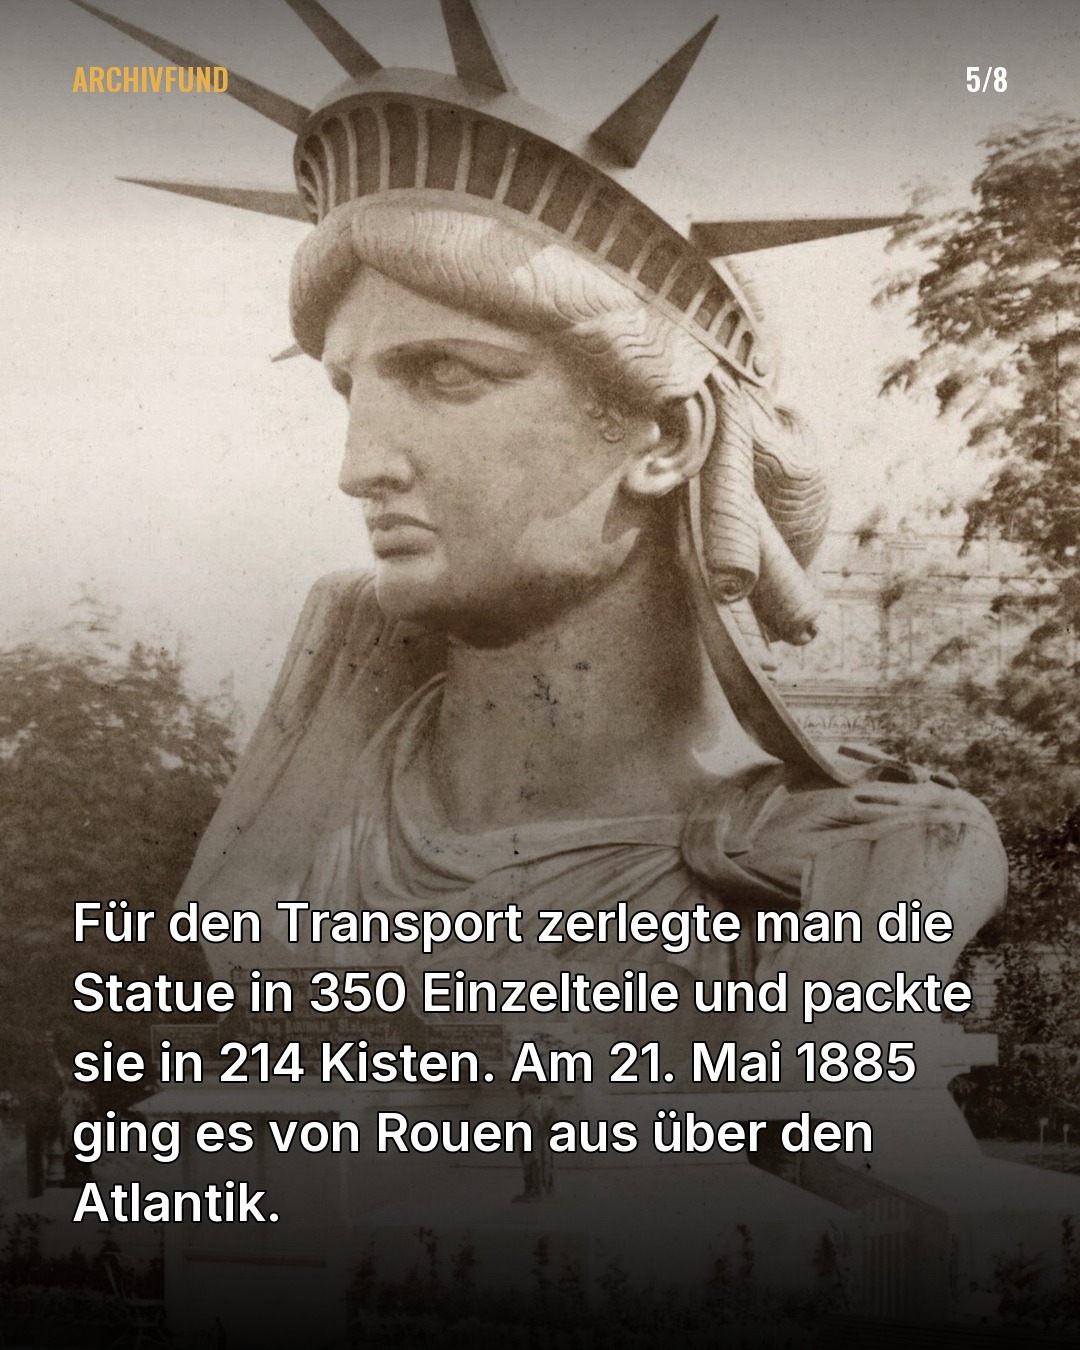 ARCHIVFUND
5/8
Für den Transport zerlegte man die
Statue in 350 Einzelteile und packte
sie in 214 Kisten. Am 21. Mai 1885
ging es von Rouen aus über den
Atlantik.